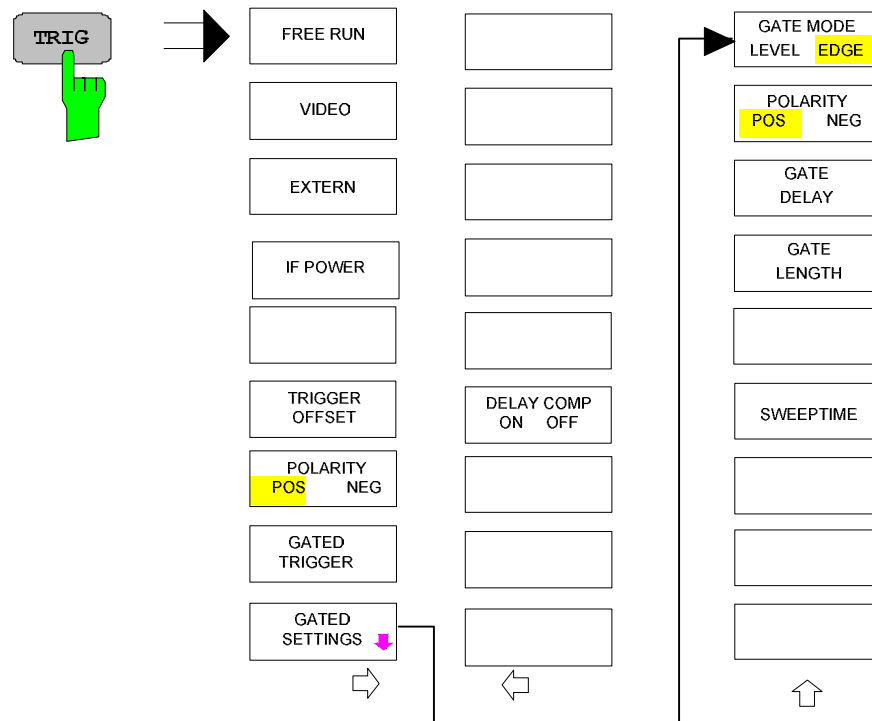 TRIG
FREE RUN
VIDEO
EXTERN
IF POWER
TRIGGER
OFFSET
POLARITY
POS NEG
GATED
TRIGGER
GATED
SETTINGS
DELAY COMP
ON OFF
GATE MODE
LEVEL EDGE
POLARITY
POS NEG
GATE
DELAY
GATE
LENGTH
SWEEPTIME